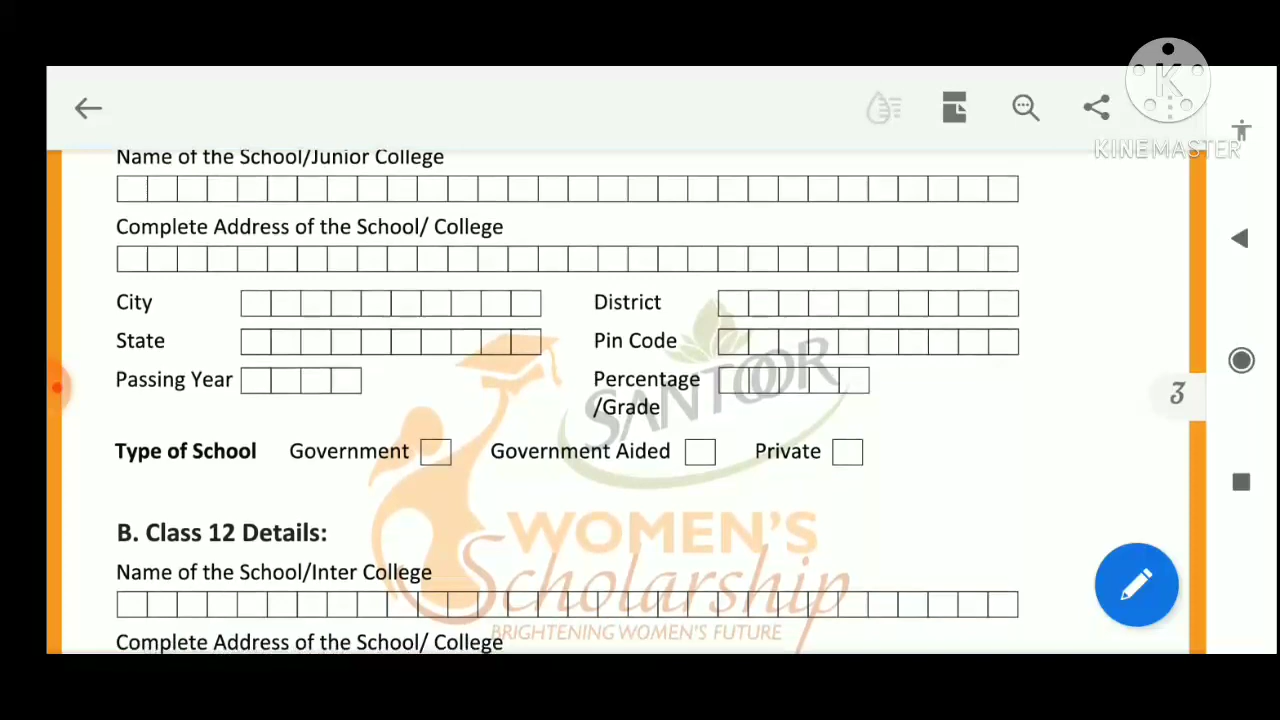 K
KINEMASTER
Name of the School/Junior College
Complete Address of the School/ College
City
District
State
Pin Code
Passing Year
Percentage
/Grade
3
SANTOOR
Type of School Government Government Aided Private
WOMEN'S
B. Class 12 Details:
Name of the School/Inter College
Scholarship
BRIGHTENING WOMEN'S FUTURE
Complete Address of the School/ College